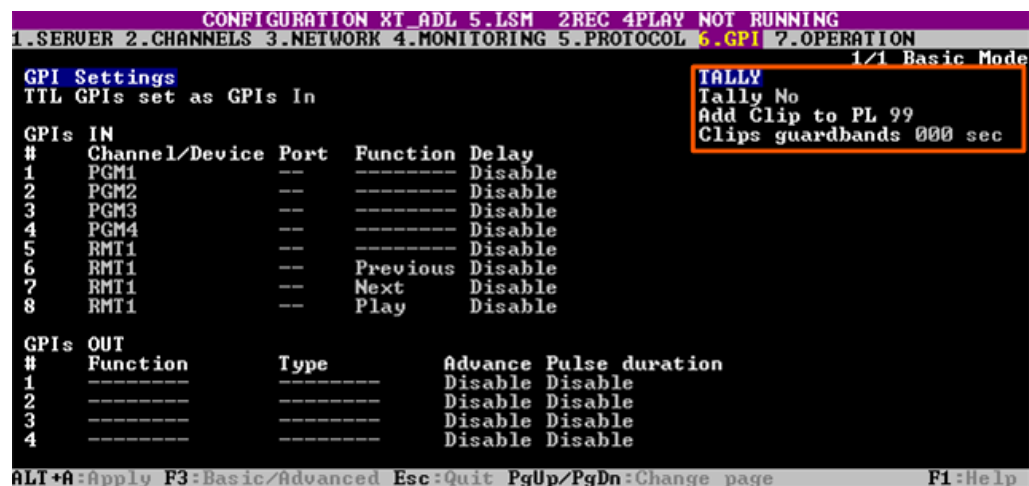 CONFIGURATION XT_ADL 5.LSM 2REC 4PLAY NOT RUNNING
1.SERVER 2.CHANNELS 3.NETWORK 4.MONITORING 5.PROTOCOL 6.GPI 7.OPERATION
1/1 Basic Mode
GPI Settings
TTL GPIs set as GPIs In
TALLY
Tally No
Add Clip to PL 99
Clips guardbands 000 sec
GPIs IN
# Channel/Device Port Function Delay
1 PGM1 -- -------- Disable
2 PGM2 -- -------- Disable
3 PGM3 -- -------- Disable
4 PGM4 -- -------- Disable
5 RMT1 -- -------- Disable
6 RMT1 -- Previous Disable
7 RMT1 -- Next Disable
8 RMT1 -- Play Disable
GPIs OUT
# Function Type Advance Pulse duration
1 -------- -------- Disable Disable
2 -------- -------- Disable Disable
3 -------- -------- Disable Disable
4 -------- -------- Disable Disable
ALT+A:Apply F3:Basic/Advanced Esc:Quit PgUp/PgDn:Change page F1:Help